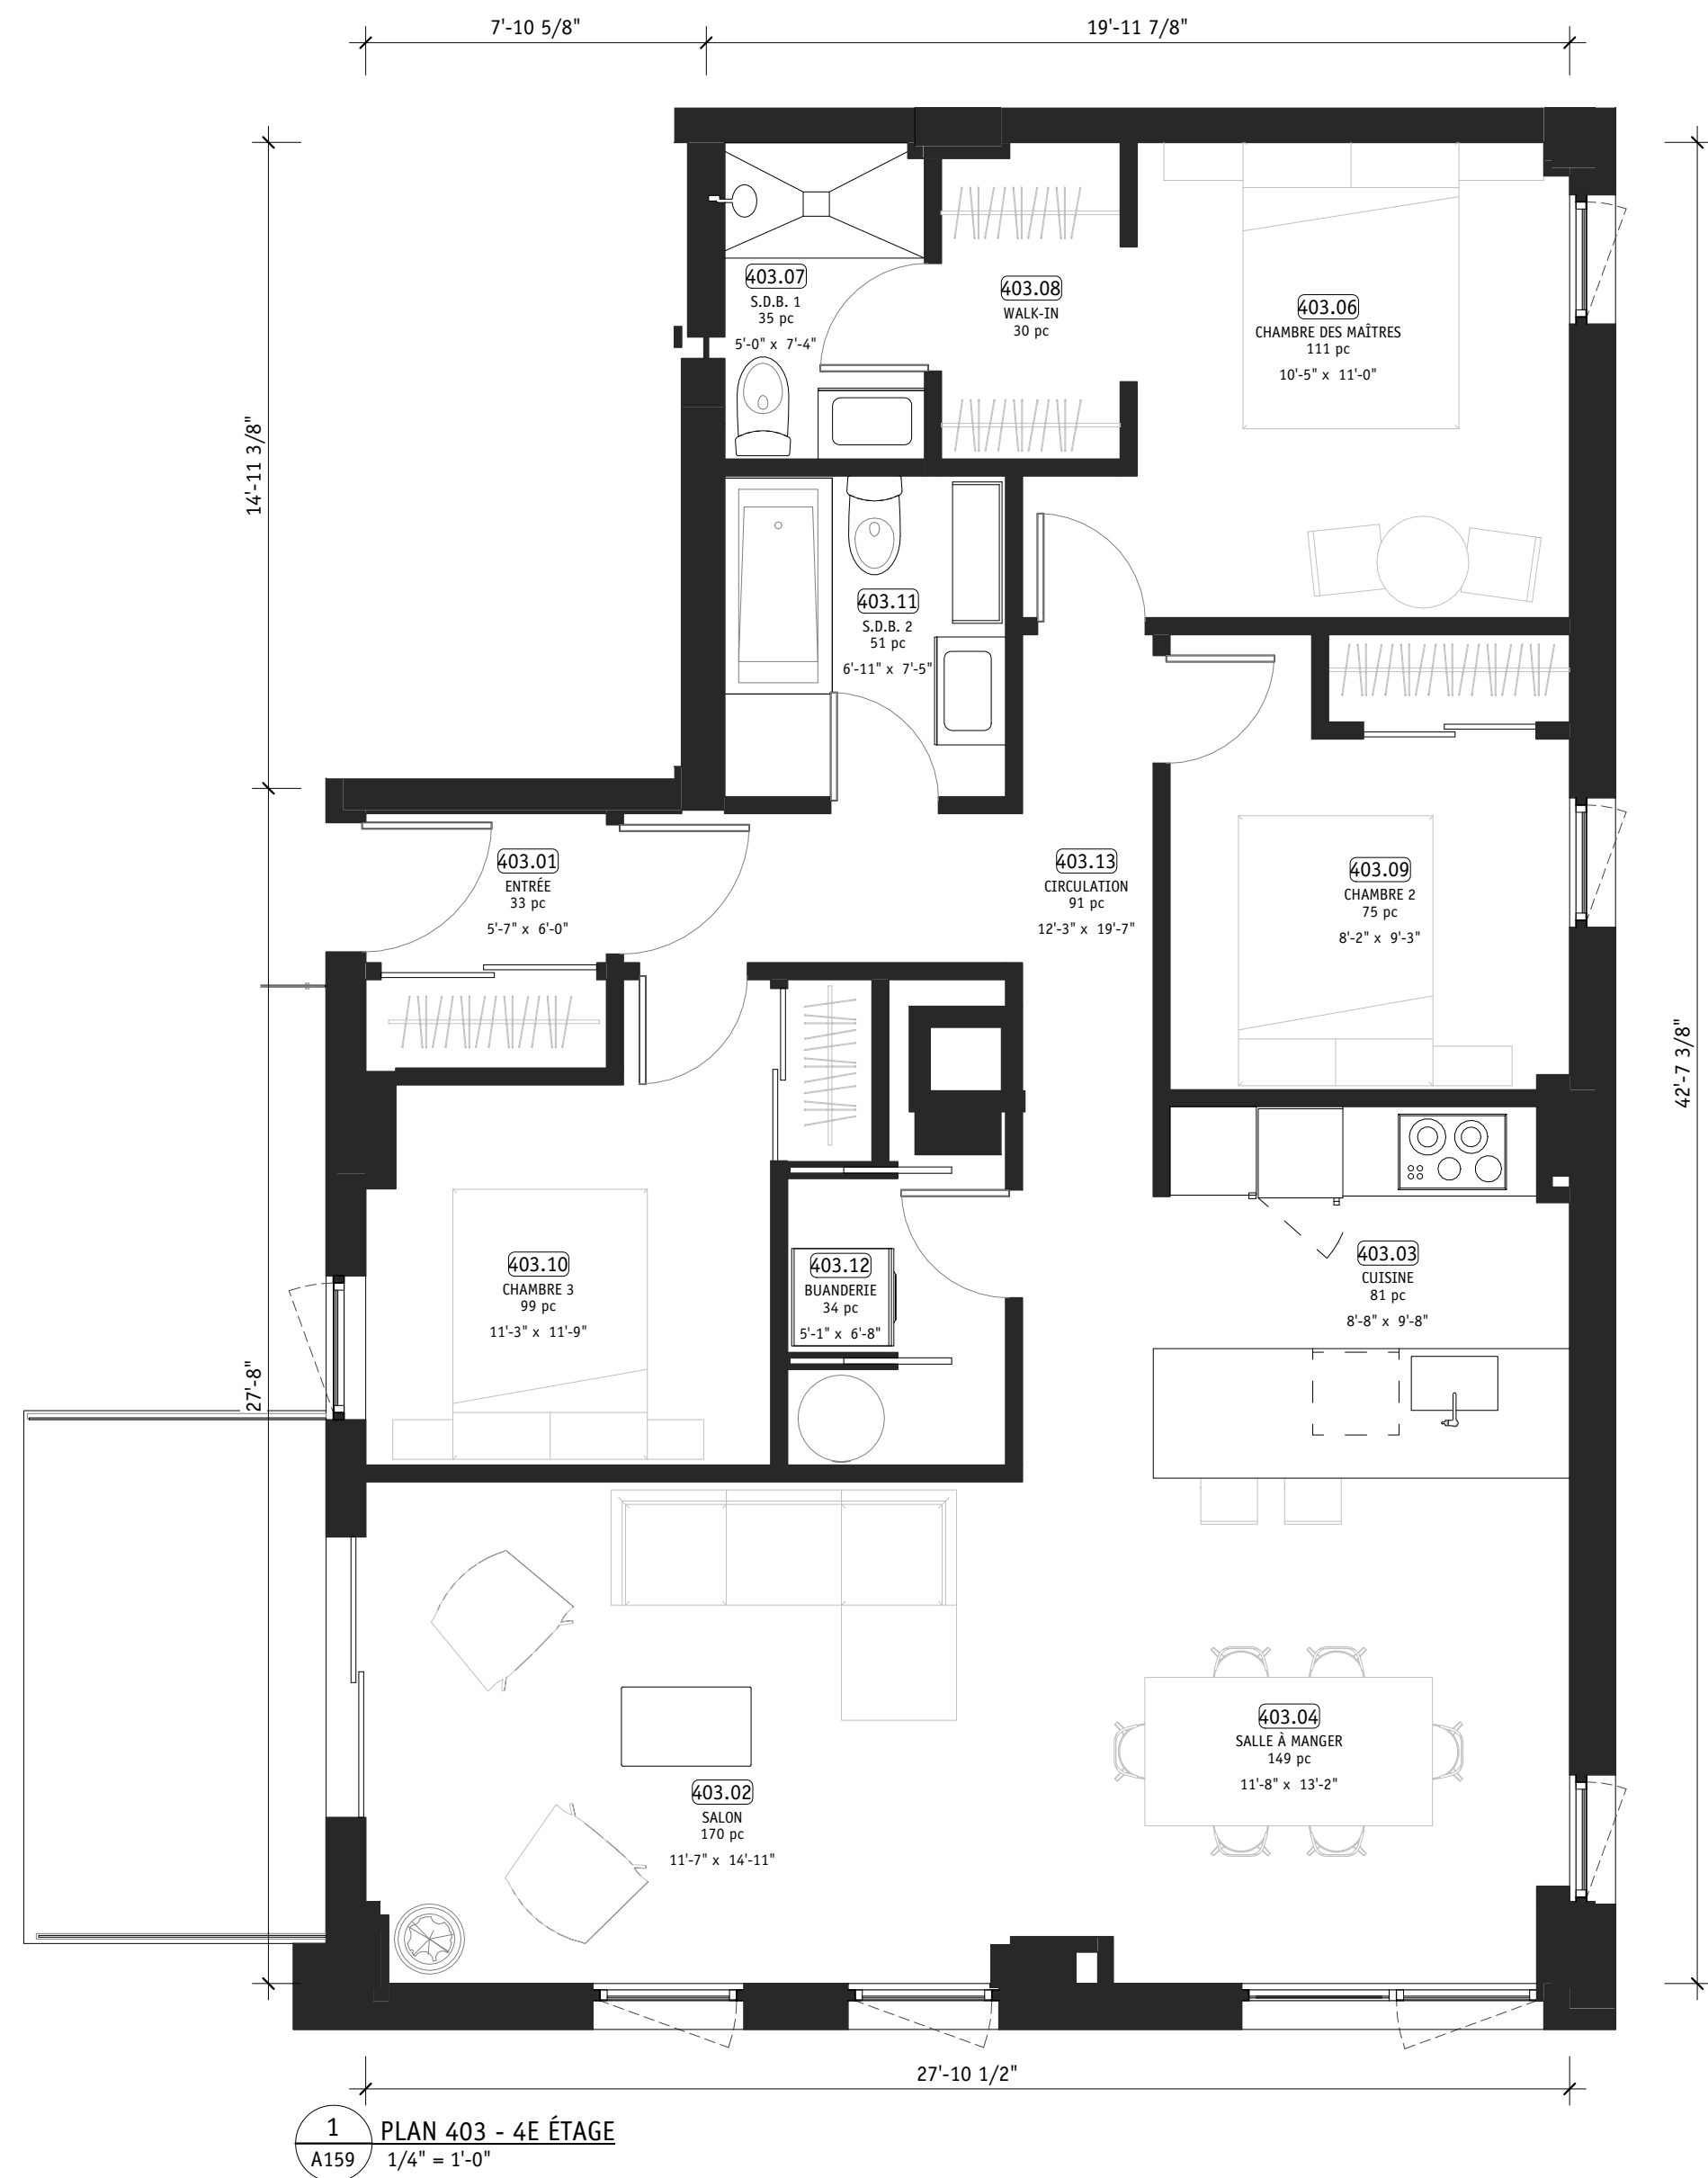 7'-10 5/8"
19'-11 7/8"
14'-11 3/8"
27'-8"
42'-7 3/8"
403.07
S.D.B. 1
35 pc
5'-0" x 7'-4"
403.08
WALK-IN
30 pc
403.06
CHAMBRE DES MAÎTRES
111 pc
10'-5" x 11'-0"
403.11
S.D.B. 2
51 pc
6'-11" x 7'-5"
403.01
ENTRÉE
33 pc
5'-7" x 6'-0"
403.13
CIRCULATION
91 pc
12'-3" x 19'-7"
403.09
CHAMBRE 2
75 pc
8'-2" x 9'-3"
403.10
CHAMBRE 3
99 pc
11'-3" x 11'-9"
403.12
BUANDERIE
34 pc
5'-1" x 6'-8"
403.03
CUISINE
81 pc
8'-8" x 9'-8"
403.04
SALLE À MANGER
149 pc
11'-8" x 13'-2"
403.02
SALON
170 pc
11'-7" x 14'-11"
27'-10 1/2"
1
A159
PLAN 403 - 4E ÉTAGE
1/4" = 1'-0"